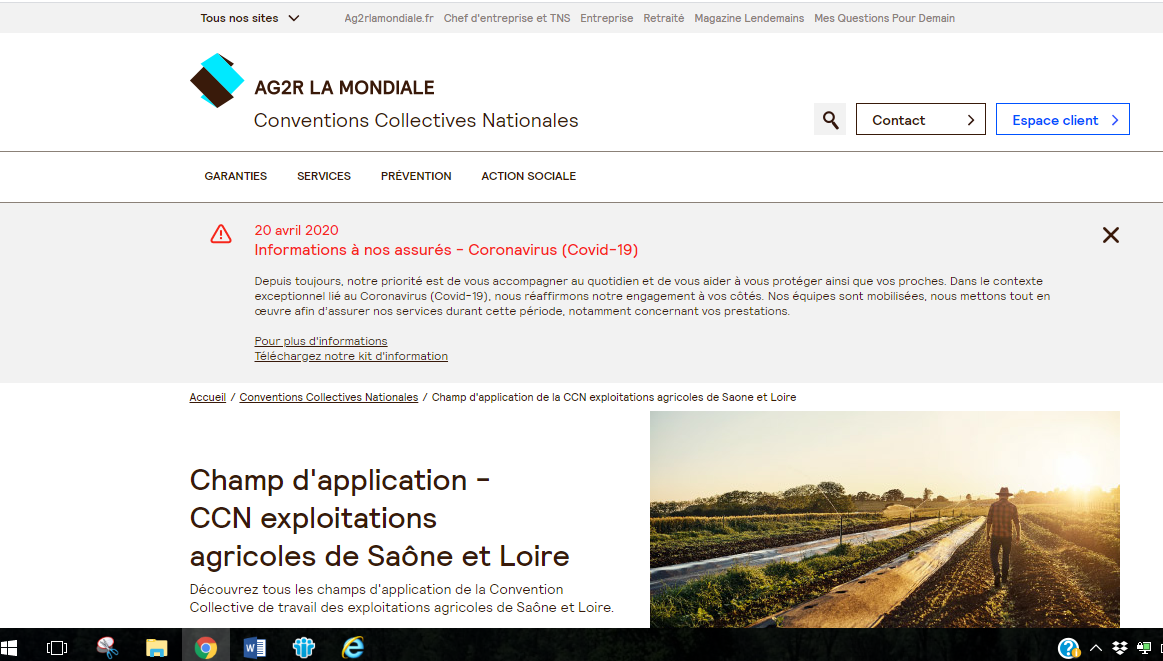 Tous nos sites Ag2rlamondiale.fr Chef d'entreprise et TNS Entreprise Retraité Magazine Lendemains Mes Questions Pour Demain
AG2R LA MONDIALE
Conventions Collectives Nationales
Contact Espace client
GARANTIES SERVICES PRÉVENTION ACTION SOCIALE
20 avril 2020
Informations à nos assurés - Coronavirus (Covid-19)
Depuis toujours, notre priorité est de vous accompagner au quotidien et de vous aider à vous protéger ainsi que vos proches. Dans le contexte
exceptionnel lié au Coronavirus (Covid-19), nous réaffirmons notre engagement à vos côtés. Nos équipes sont mobilisées, nous mettons tout en
œuvre afin d'assurer nos services durant cette période, notamment concernant vos prestations.
Pour plus d'informations
Téléchargez notre kit d'information
Accueil / Conventions Collectives Nationales / Champ d'application de la CCN exploitations agricoles de Saone et Loire
Champ d'application -
CCN exploitations
agricoles de Saône et Loire
Découvrez tous les champs d'application de la Convention
Collective de travail des exploitations agricoles de Saône et Loire.